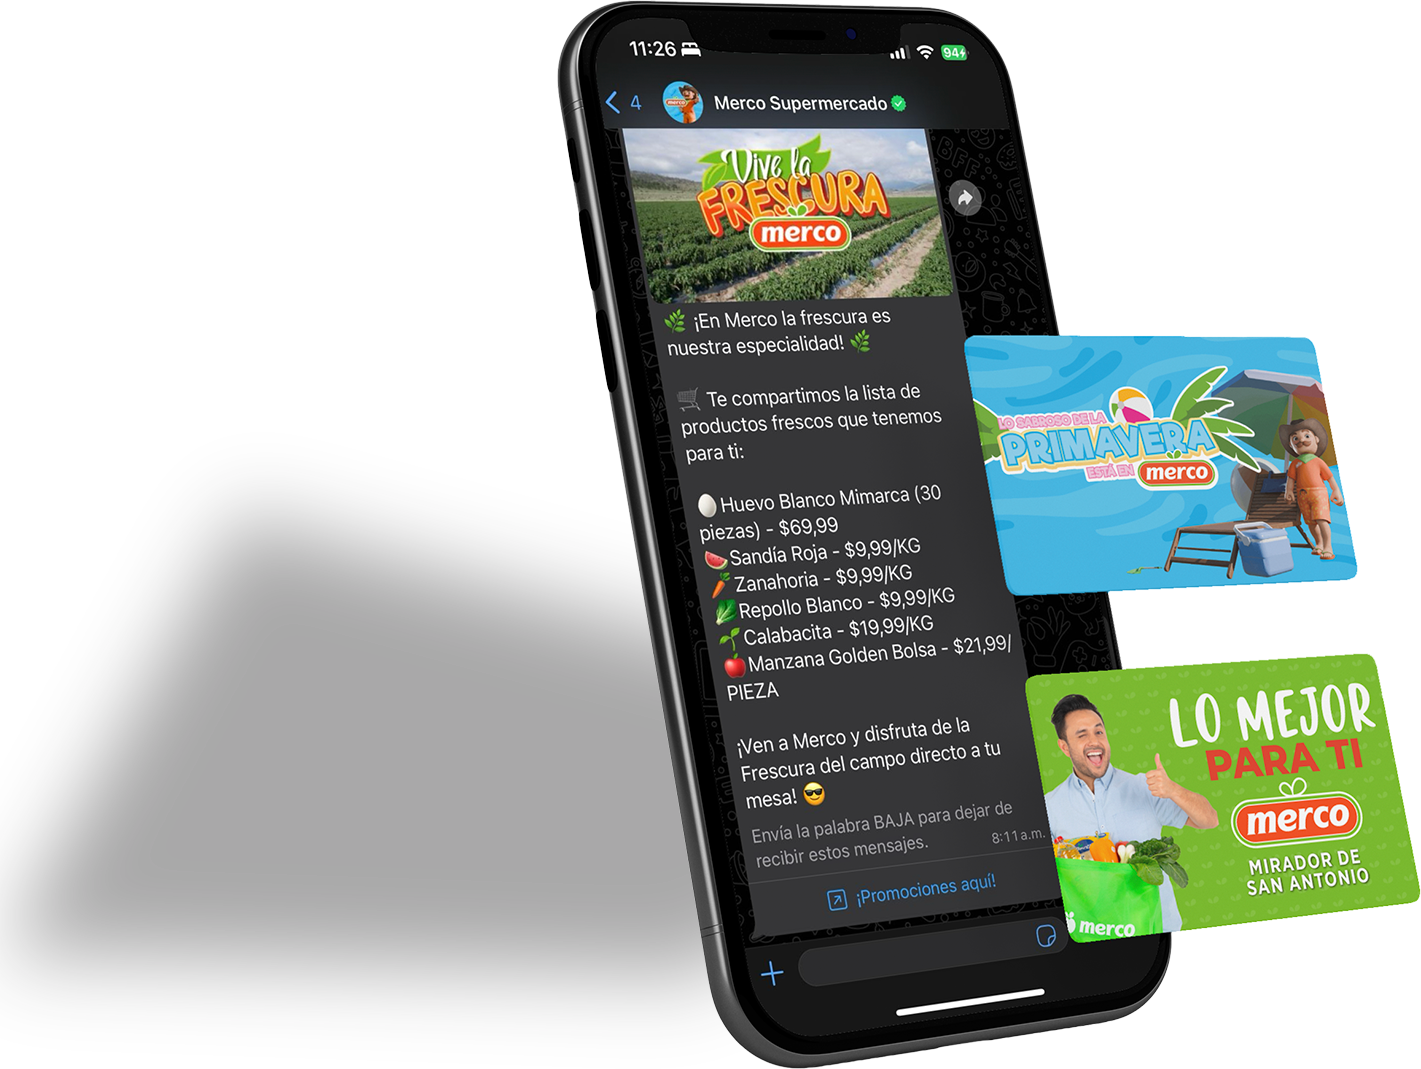 11:26
94
4 Merco Supermercado
Vive la
FRESCURA
merco
🌿 ¡En Merco la frescura es
nuestra especialidad! 🌿
🛒 Te compartimos la lista de
productos frescos que tenemos
para ti:
🥚Huevo Blanco Mimarca (30
piezas) - $69,99
🍉Sandía Roja - $9,99/KG
🥕Zanahoria - $9,99/KG
🥬Repollo Blanco - $9,99/KG
🌱Calabacita - $19,99/KG
🍎Manzana Golden Bolsa - $21,99/
PIEZA
¡Ven a Merco y disfruta de la
Frescura del campo directo a tu
mesa! 😎
Envía la palabra BAJA para dejar de
recibir estos mensajes.
8:11 a.m.
¡Promociones aquí!
LO SABROSO DE LA
PRIMAVERA
ESTÁ EN merco
LO MEJOR
PARA TI
merco
MIRADOR DE
SAN ANTONIO
merco